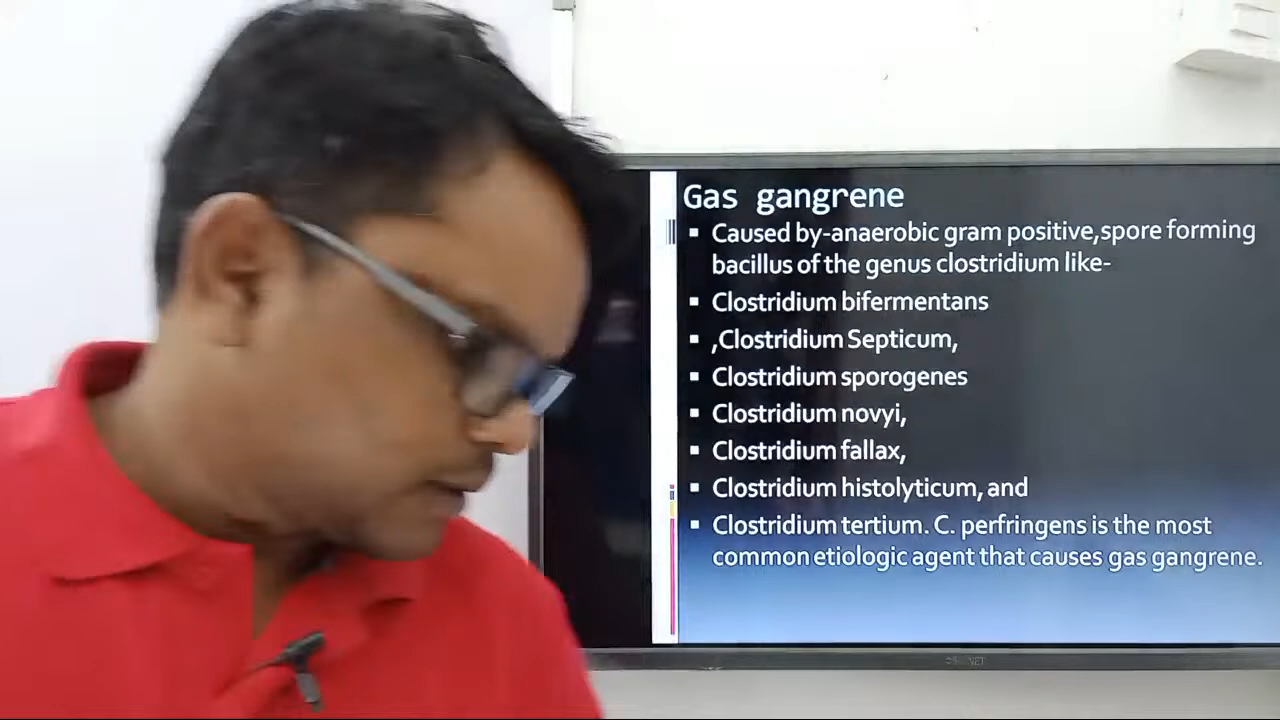 Gas gangrene
▪ Caused by-anaerobic gram positive,spore forming
bacillus of the genus clostridium like-
▪ Clostridium bifermentans
▪ ,Clostridium Septicum,
▪ Clostridium sporogenes
▪ Clostridium novyi,
▪ Clostridium fallax,
▪ Clostridium histolyticum, and
▪ Clostridium tertium. C. perfringens is the most
common etiologic agent that causes gas gangrene.